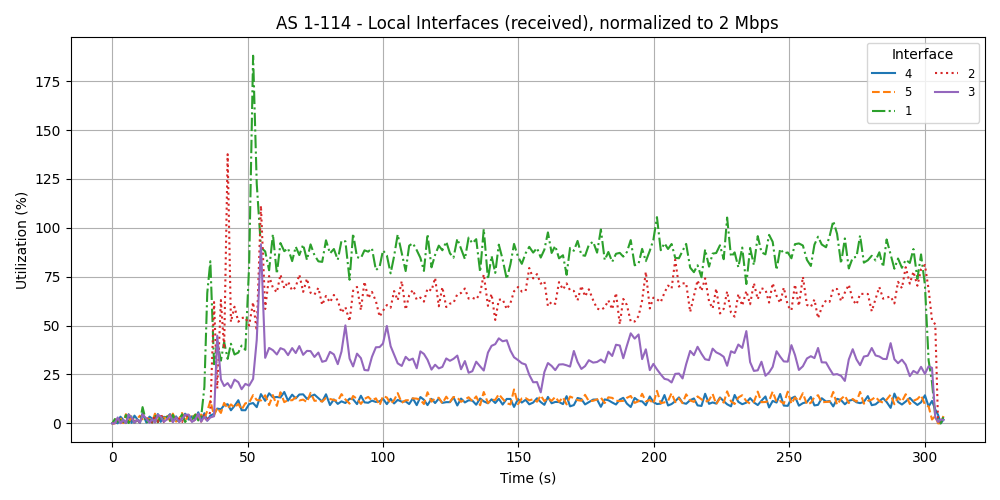 AS 1-114 - Local Interfaces (received), normalized to 2 Mbps
Interface
4 2
5 3
1
Utilization (%)
175
150
125
100
75
50
25
0
0 50 100 150 200 250 300
Time (s)